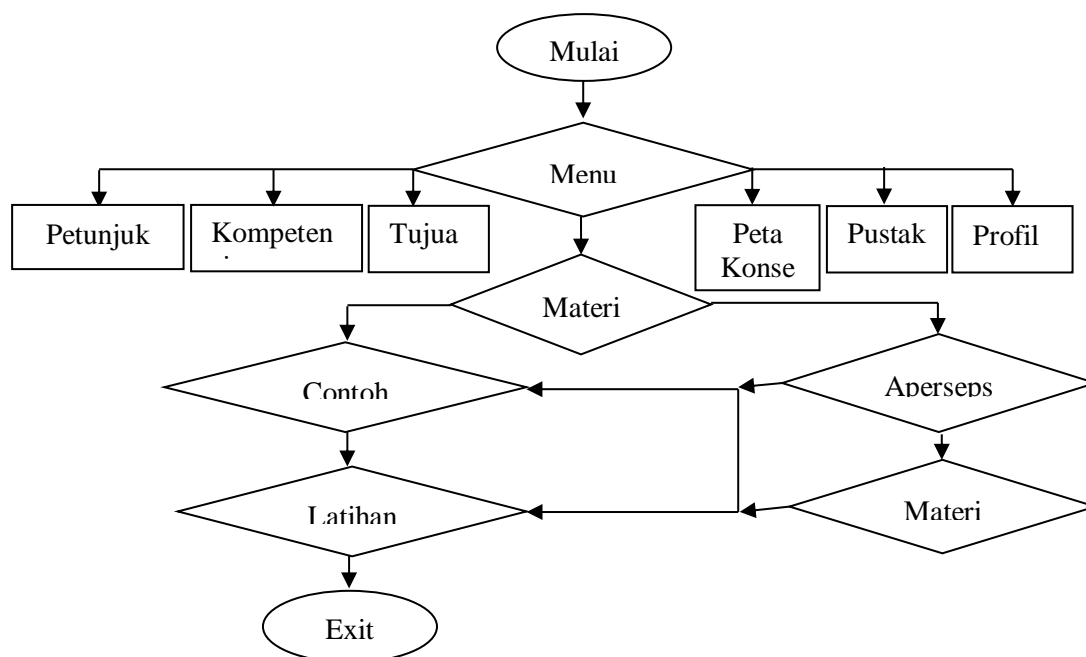 Mulai
Menu
Petunjuk
Kompeten
Tujua
Peta
Konse
Pustak
Profil
Materi
Contoh
Aperseps
Latihan
Materi
Exit